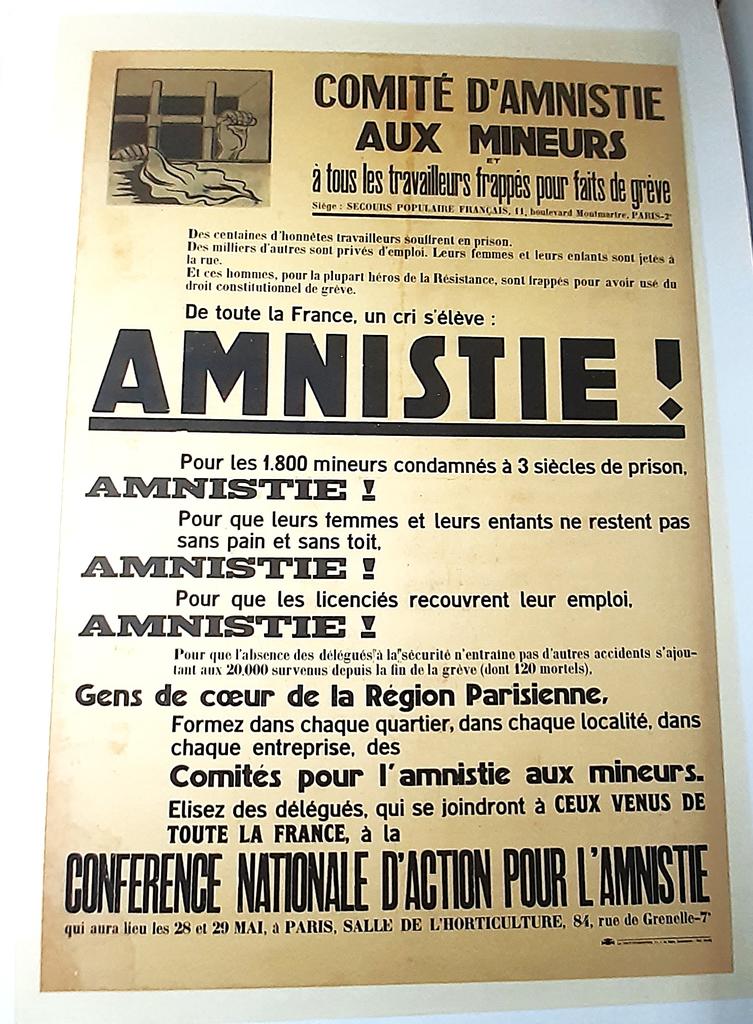 COMITÉ D'AMNISTIE
AUX MINEURS
ET
à tous les travailleurs frappés pour faits de grève
Siège : SECOURS POPULAIRE FRANÇAIS, 11, boulevard Montmartre, PARIS-2e
Des centaines d'honnêtes travailleurs souffrent en prison.
Des milliers d'autres sont privés d'emploi. Leurs femmes et leurs enfants sont jetés à
la rue.
Et ces hommes, pour la plupart héros de la Résistance, sont frappés pour avoir usé du
droit constitutionnel de grève.
De toute la France, un cri s'élève :
AMNISTIE !
Pour les 1.800 mineurs condamnés à 3 siècles de prison,
AMNISTIE !
Pour que leurs femmes et leurs enfants ne restent pas
sans pain et sans toit,
AMNISTIE !
Pour que les licenciés recouvrent leur emploi,
AMNISTIE !
Pour que l'absence des délégués à la sécurité n'entraine pas d'autres accidents s'ajou-
tant aux 20.000 survenus depuis la fin de la grève (dont 120 mortels),
Gens de cœur de la Région Parisienne,
Formez dans chaque quartier, dans chaque localité, dans
chaque entreprise, des
Comités pour l'amnistie aux mineurs.
Elisez des délégués, qui se joindront à CEUX VENUS DE
TOUTE LA FRANCE, à la
CONFERENCE NATIONALE D'ACTION POUR L'AMNISTIE
qui aura lieu les 28 et 29 MAI, à PARIS, SALLE DE L'HORTICULTURE, 84, rue de Grenelle-7e